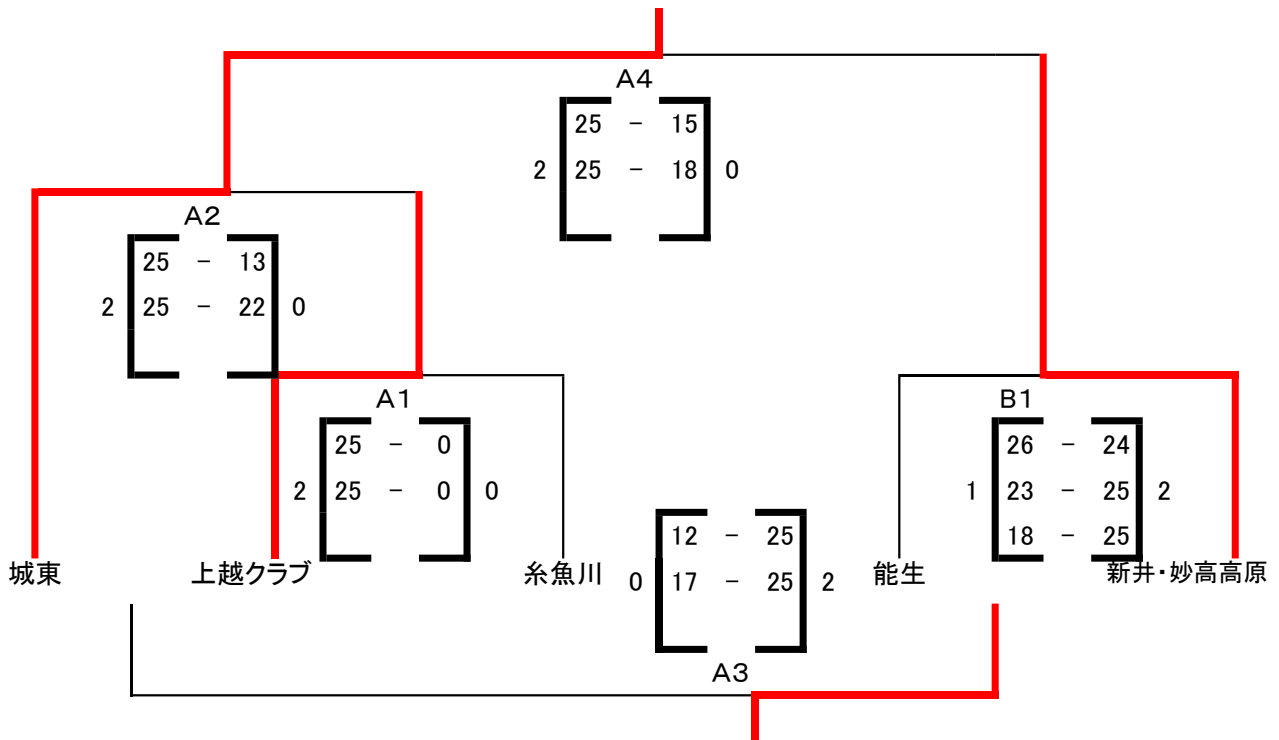 A4
25 - 15
2 25 - 18 0
A2
25 - 13
2 25 - 22 0
A1
25 - 0
2 25 - 0 0
B1
26 - 24
1 23 - 25 2
18 - 25
12 - 25
0 17 - 25 2
A3
城東 上越クラブ 糸魚川 能生 新井・妙高高原